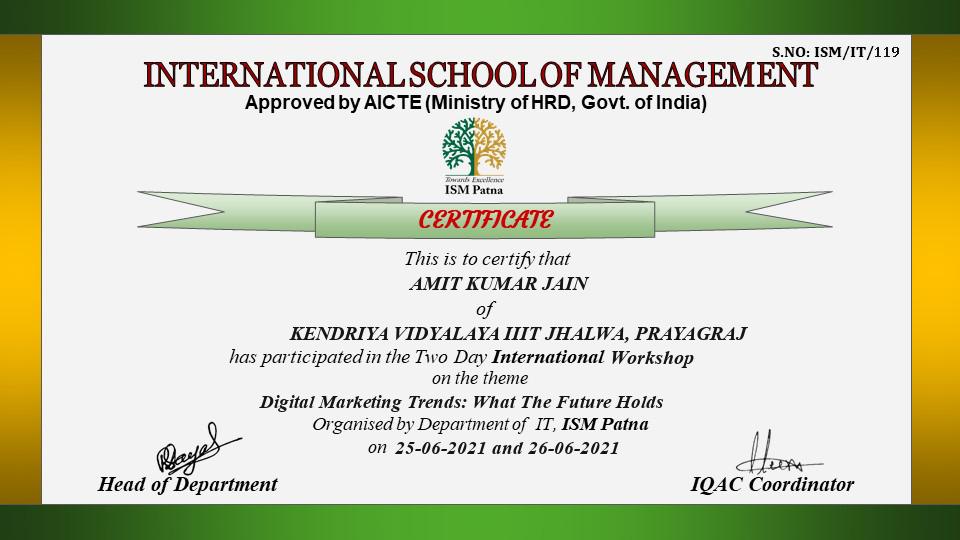 S.NO: ISM/IT/119
INTERNATIONAL SCHOOL OF MANAGEMENT
Approved by AICTE (Ministry of HRD, Govt. of India)
Towards Excellence
ISM Patna
CERTIFICATE
This is to certify that
AMIT KUMAR JAIN
of
KENDRIYA VIDYALAYA IIIT JHALWA, PRAYAGRAJ
has participated in the Two Day International Workshop
on the theme
Digital Marketing Trends: What The Future Holds
Organised by Department of IT, ISM Patna
on 25-06-2021 and 26-06-2021
Head of Department
IQAC Coordinator